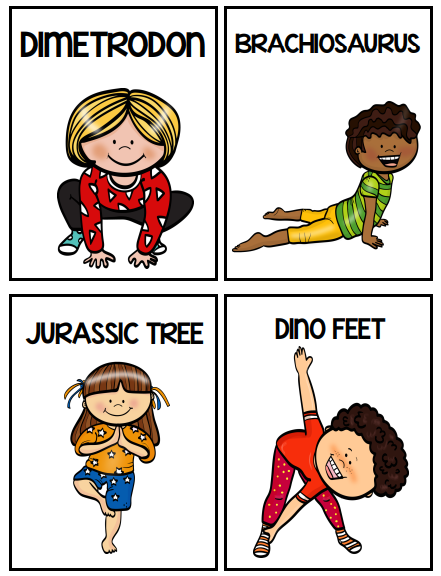 DIMETRODON
BRACHIOSAURUS
JURASSIC TREE
DINO FEET